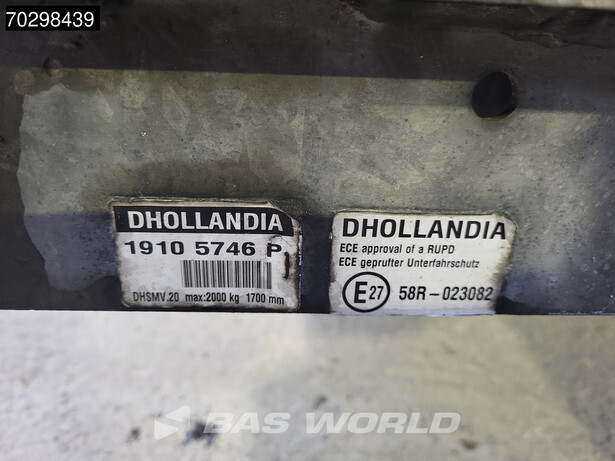 70298439
DHOLLANDIA
1910 5746 P
DHSMV.20 max:2000 kg 1700 mm
DHOLLANDIA
ECE approval of a RUPD
ECE geprufter Unterfahrschutz
E 27 58R-023082
BAS WORLD